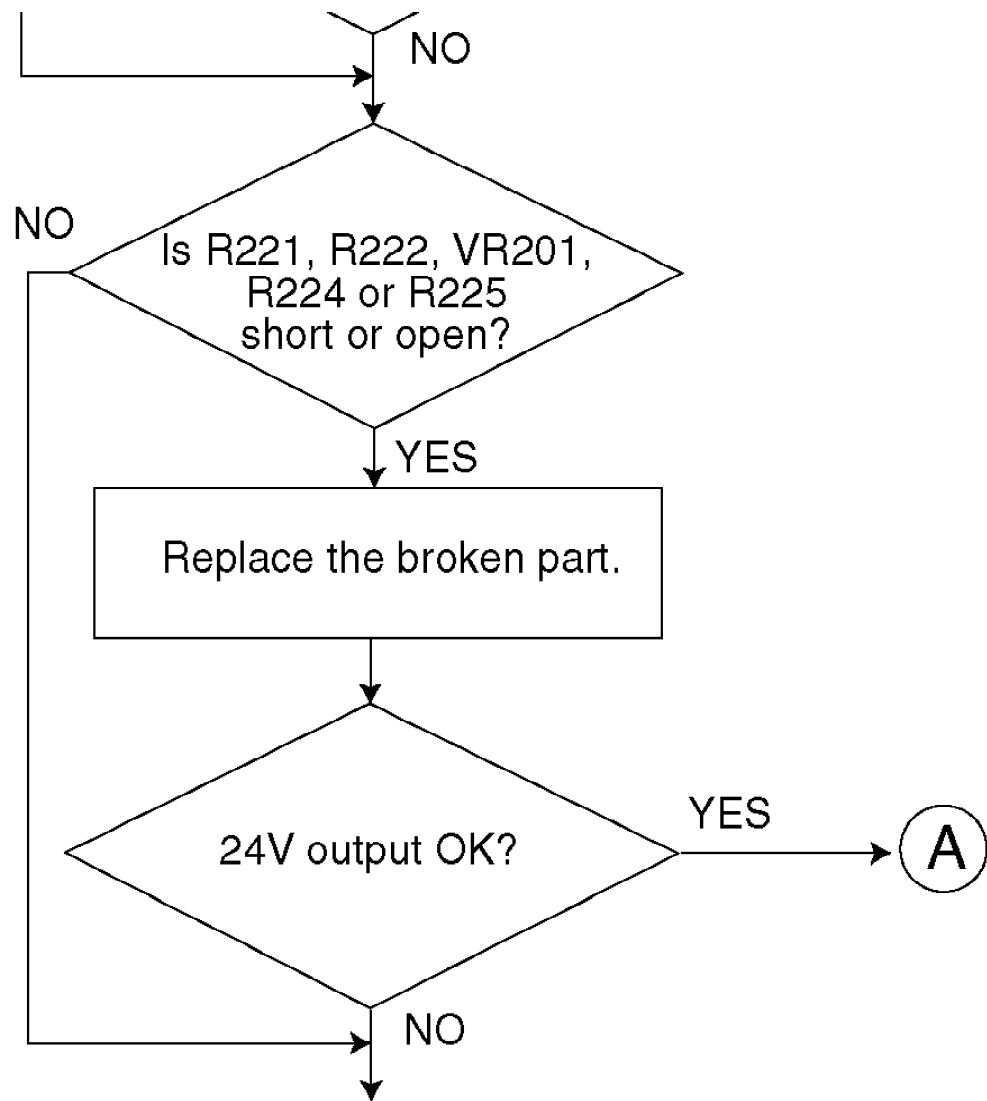 NO
NO
Is R221, R222, VR201,
R224 or R225
short or open?
YES
Replace the broken part.
YES
24V output OK?
A
NO